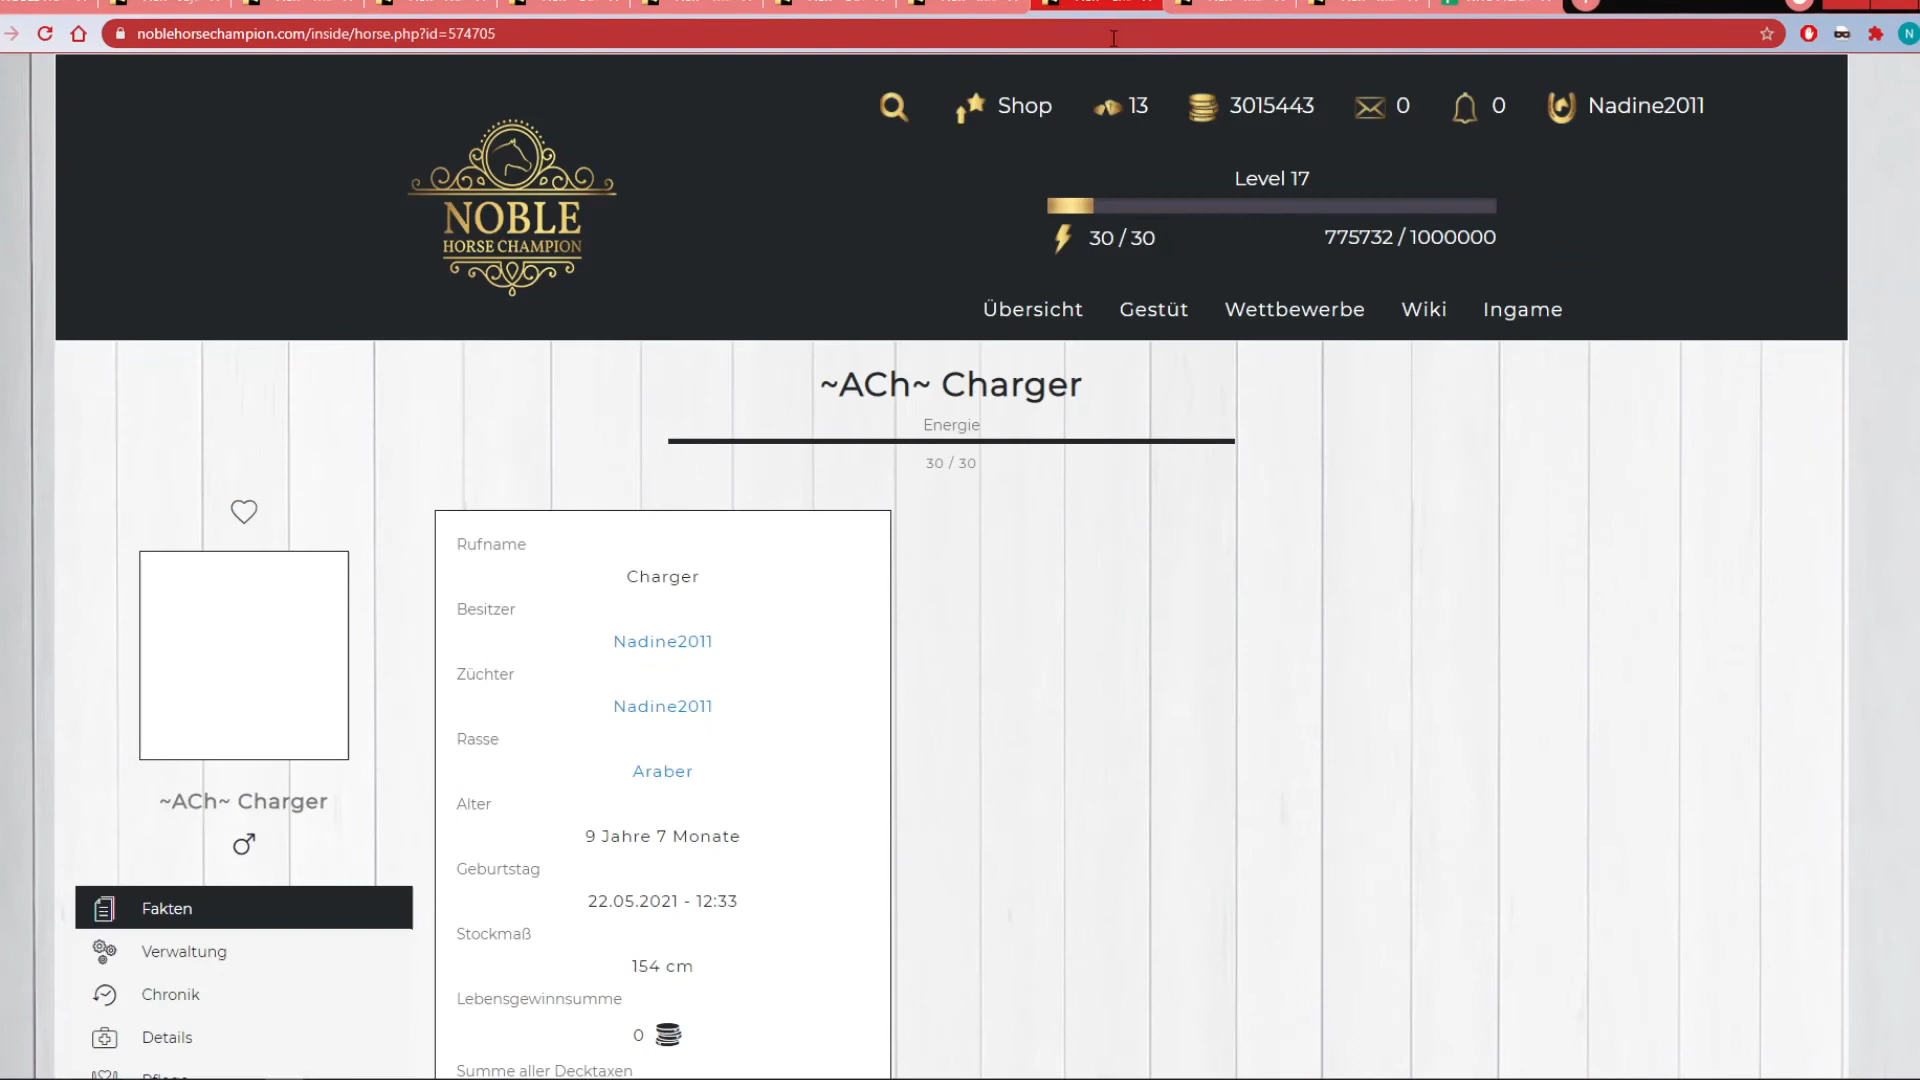 noblehorsechampion.com/inside/horse.php?id=574705
N
Shop 13 3015443 0 0 Nadine2011
NOBLE
HORSE CHAMPION
Level 17
30 / 30 775732 / 1000000
Übersicht Gestüt Wettbewerbe Wiki Ingame
~ACh~ Charger
Energie
30 / 30
~ACh~ Charger
Fakten
Verwaltung
Chronik
Details
Rufname
Charger
Besitzer
Nadine2011
Züchter
Nadine2011
Rasse
Araber
Alter
9 Jahre 7 Monate
Geburtstag
22.05.2021 - 12:33
Stockmaß
154 cm
Lebensgewinnsumme
0
Summe aller Decktaxen